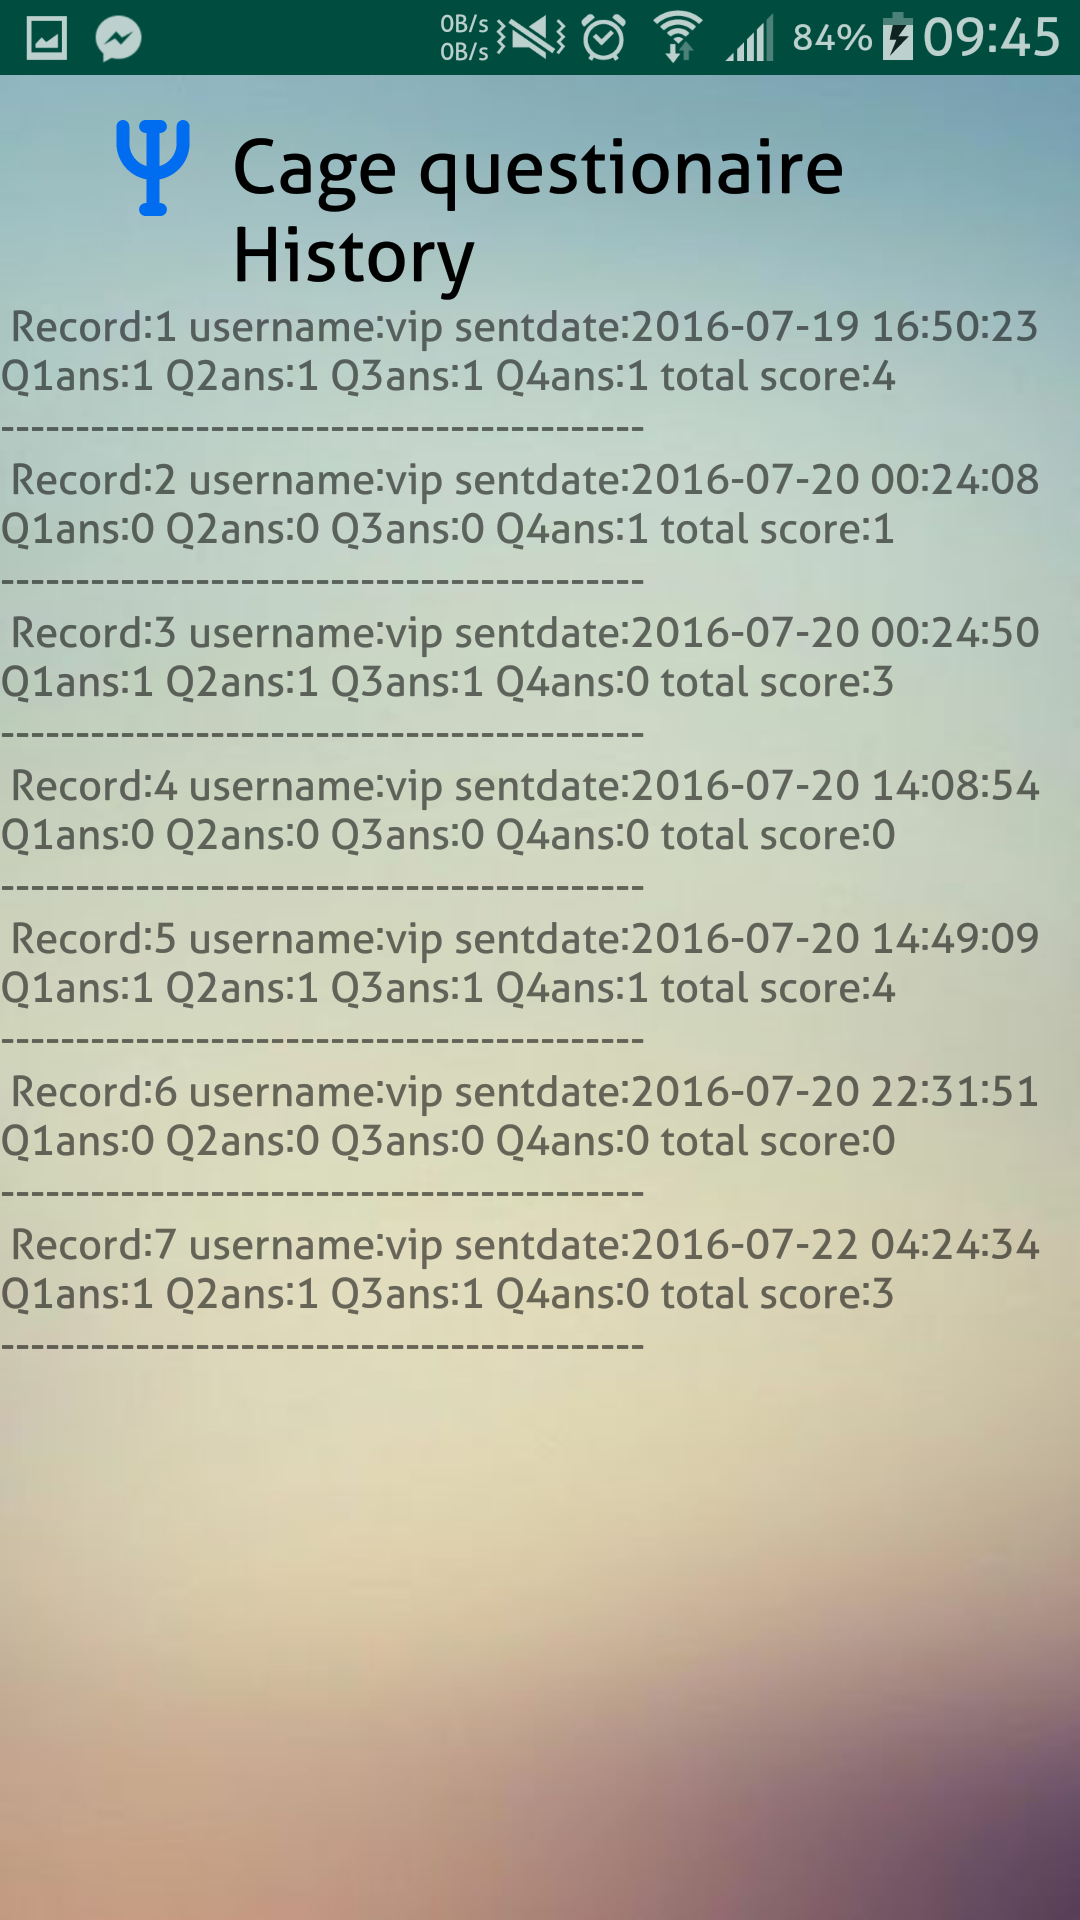 0B/s
0B/s
84% 09:45
Cage questionaire
History
Record:1 username:vip sentdate:2016-07-19 16:50:23
Q1ans:1 Q2ans:1 Q3ans:1 Q4ans:1 total score:4
-------------------------------------------
Record:2 username:vip sentdate:2016-07-20 00:24:08
Q1ans:0 Q2ans:0 Q3ans:0 Q4ans:1 total score:1
-------------------------------------------
Record:3 username:vip sentdate:2016-07-20 00:24:50
Q1ans:1 Q2ans:1 Q3ans:1 Q4ans:0 total score:3
-------------------------------------------
Record:4 username:vip sentdate:2016-07-20 14:08:54
Q1ans:0 Q2ans:0 Q3ans:0 Q4ans:0 total score:0
-------------------------------------------
Record:5 username:vip sentdate:2016-07-20 14:49:09
Q1ans:1 Q2ans:1 Q3ans:1 Q4ans:1 total score:4
-------------------------------------------
Record:6 username:vip sentdate:2016-07-20 22:31:51
Q1ans:0 Q2ans:0 Q3ans:0 Q4ans:0 total score:0
-------------------------------------------
Record:7 username:vip sentdate:2016-07-22 04:24:34
Q1ans:1 Q2ans:1 Q3ans:1 Q4ans:0 total score:3
-------------------------------------------